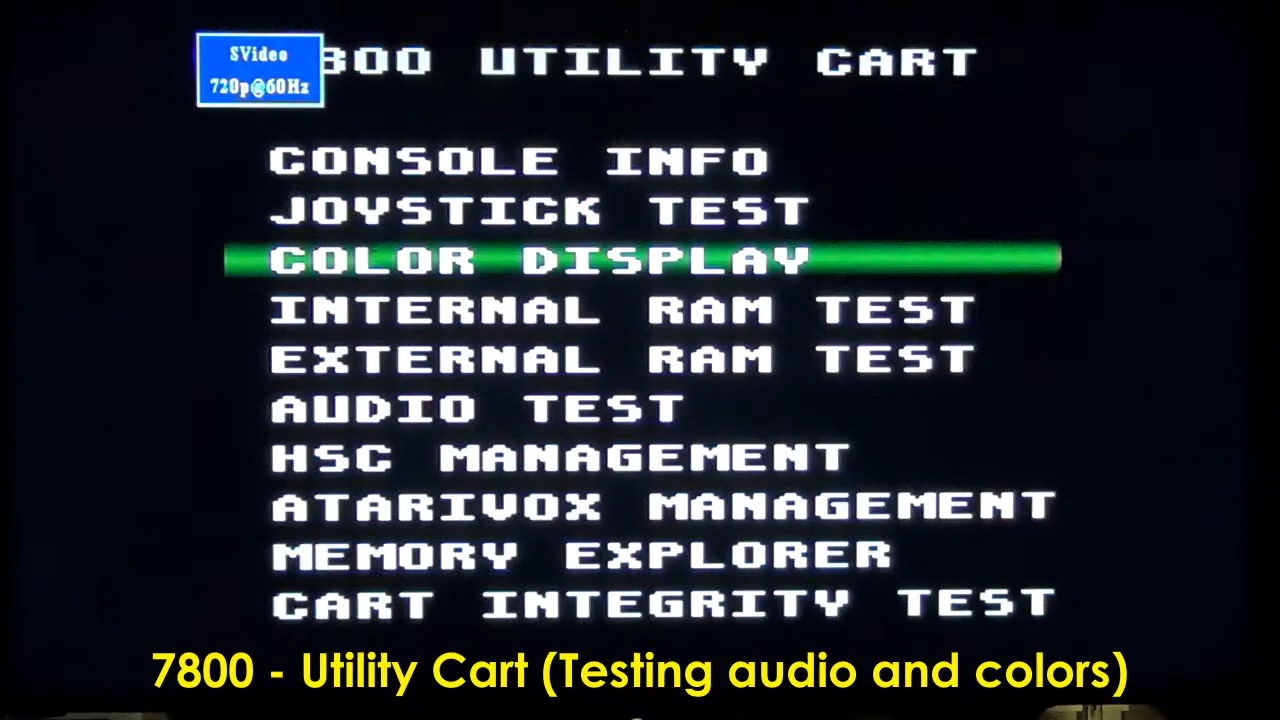 SVideo
720p@60Hz
800 UTILITY CART
CONSOLE INFO
JOYSTICK TEST
COLOR DISPLAY
INTERNAL RAM TEST
EXTERNAL RAM TEST
AUDIO TEST
HSC MANAGEMENT
ATARIVOX MANAGEMENT
MEMORY EXPLORER
CART INTEGRITY TEST
7800 - Utility Cart (Testing audio and colors)